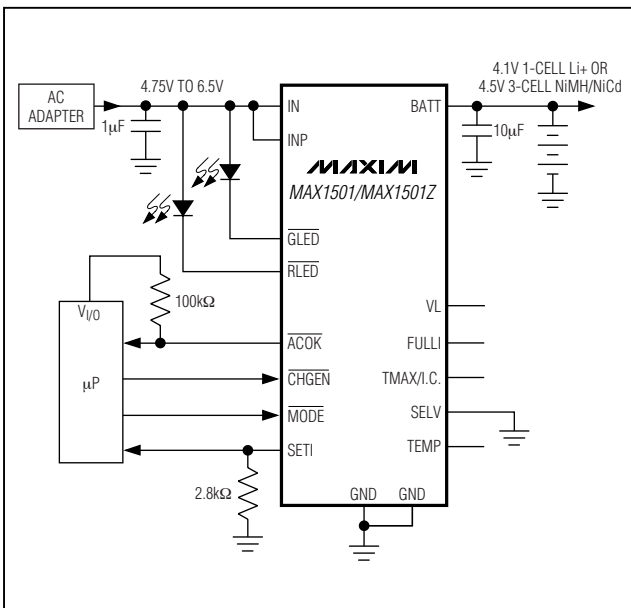 AC
ADAPTER
4.75V TO 6.5V
1µF
IN
INP
MAXIM
MAX1501/MAX1501Z
BATT
4.1V 1-CELL Li+ OR
4.5V 3-CELL NiMH/NiCd
10µF
GLED
RLED
100kΩ
VI/O
µP
ACOK
CHGEN
MODE
SETI
2.8kΩ
VL
FULLI
TMAX/I.C.
SELV
TEMP
GND GND